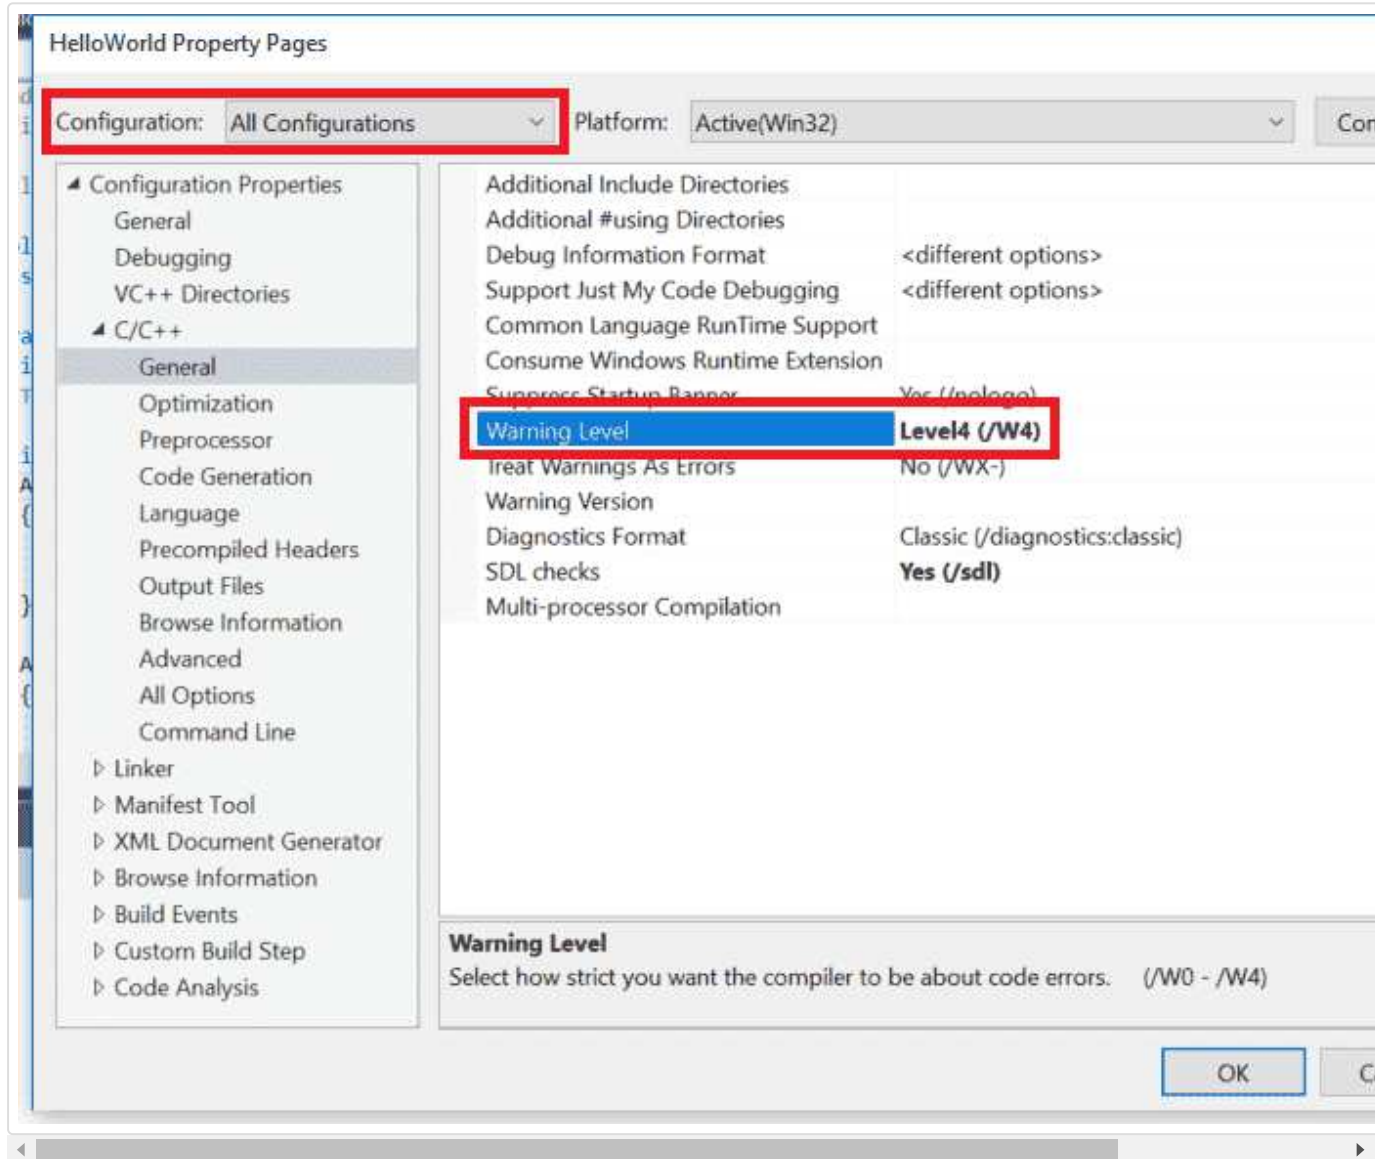 HelloWorld Property Pages
Configuration: All Configurations Platform: Active(Win32)
Configuration Properties
General
Debugging
VC++ Directories
C/C++
General
Optimization
Preprocessor
Code Generation
Language
Precompiled Headers
Output Files
Browse Information
Advanced
All Options
Command Line
Linker
Manifest Tool
XML Document Generator
Browse Information
Build Events
Custom Build Step
Code Analysis
Additional Include Directories
Additional #using Directories
Debug Information Format <different options>
Support Just My Code Debugging <different options>
Common Language RunTime Support
Consume Windows Runtime Extension
Suppress Startup Banner Yes (/nologo)
Warning Level Level4 (/W4)
Treat Warnings As Errors No (/WX-)
Warning Version
Diagnostics Format Classic (/diagnostics:classic)
SDL checks Yes (/sdl)
Multi-processor Compilation
Warning Level
Select how strict you want the compiler to be about code errors. (/W0 - /W4)
OK